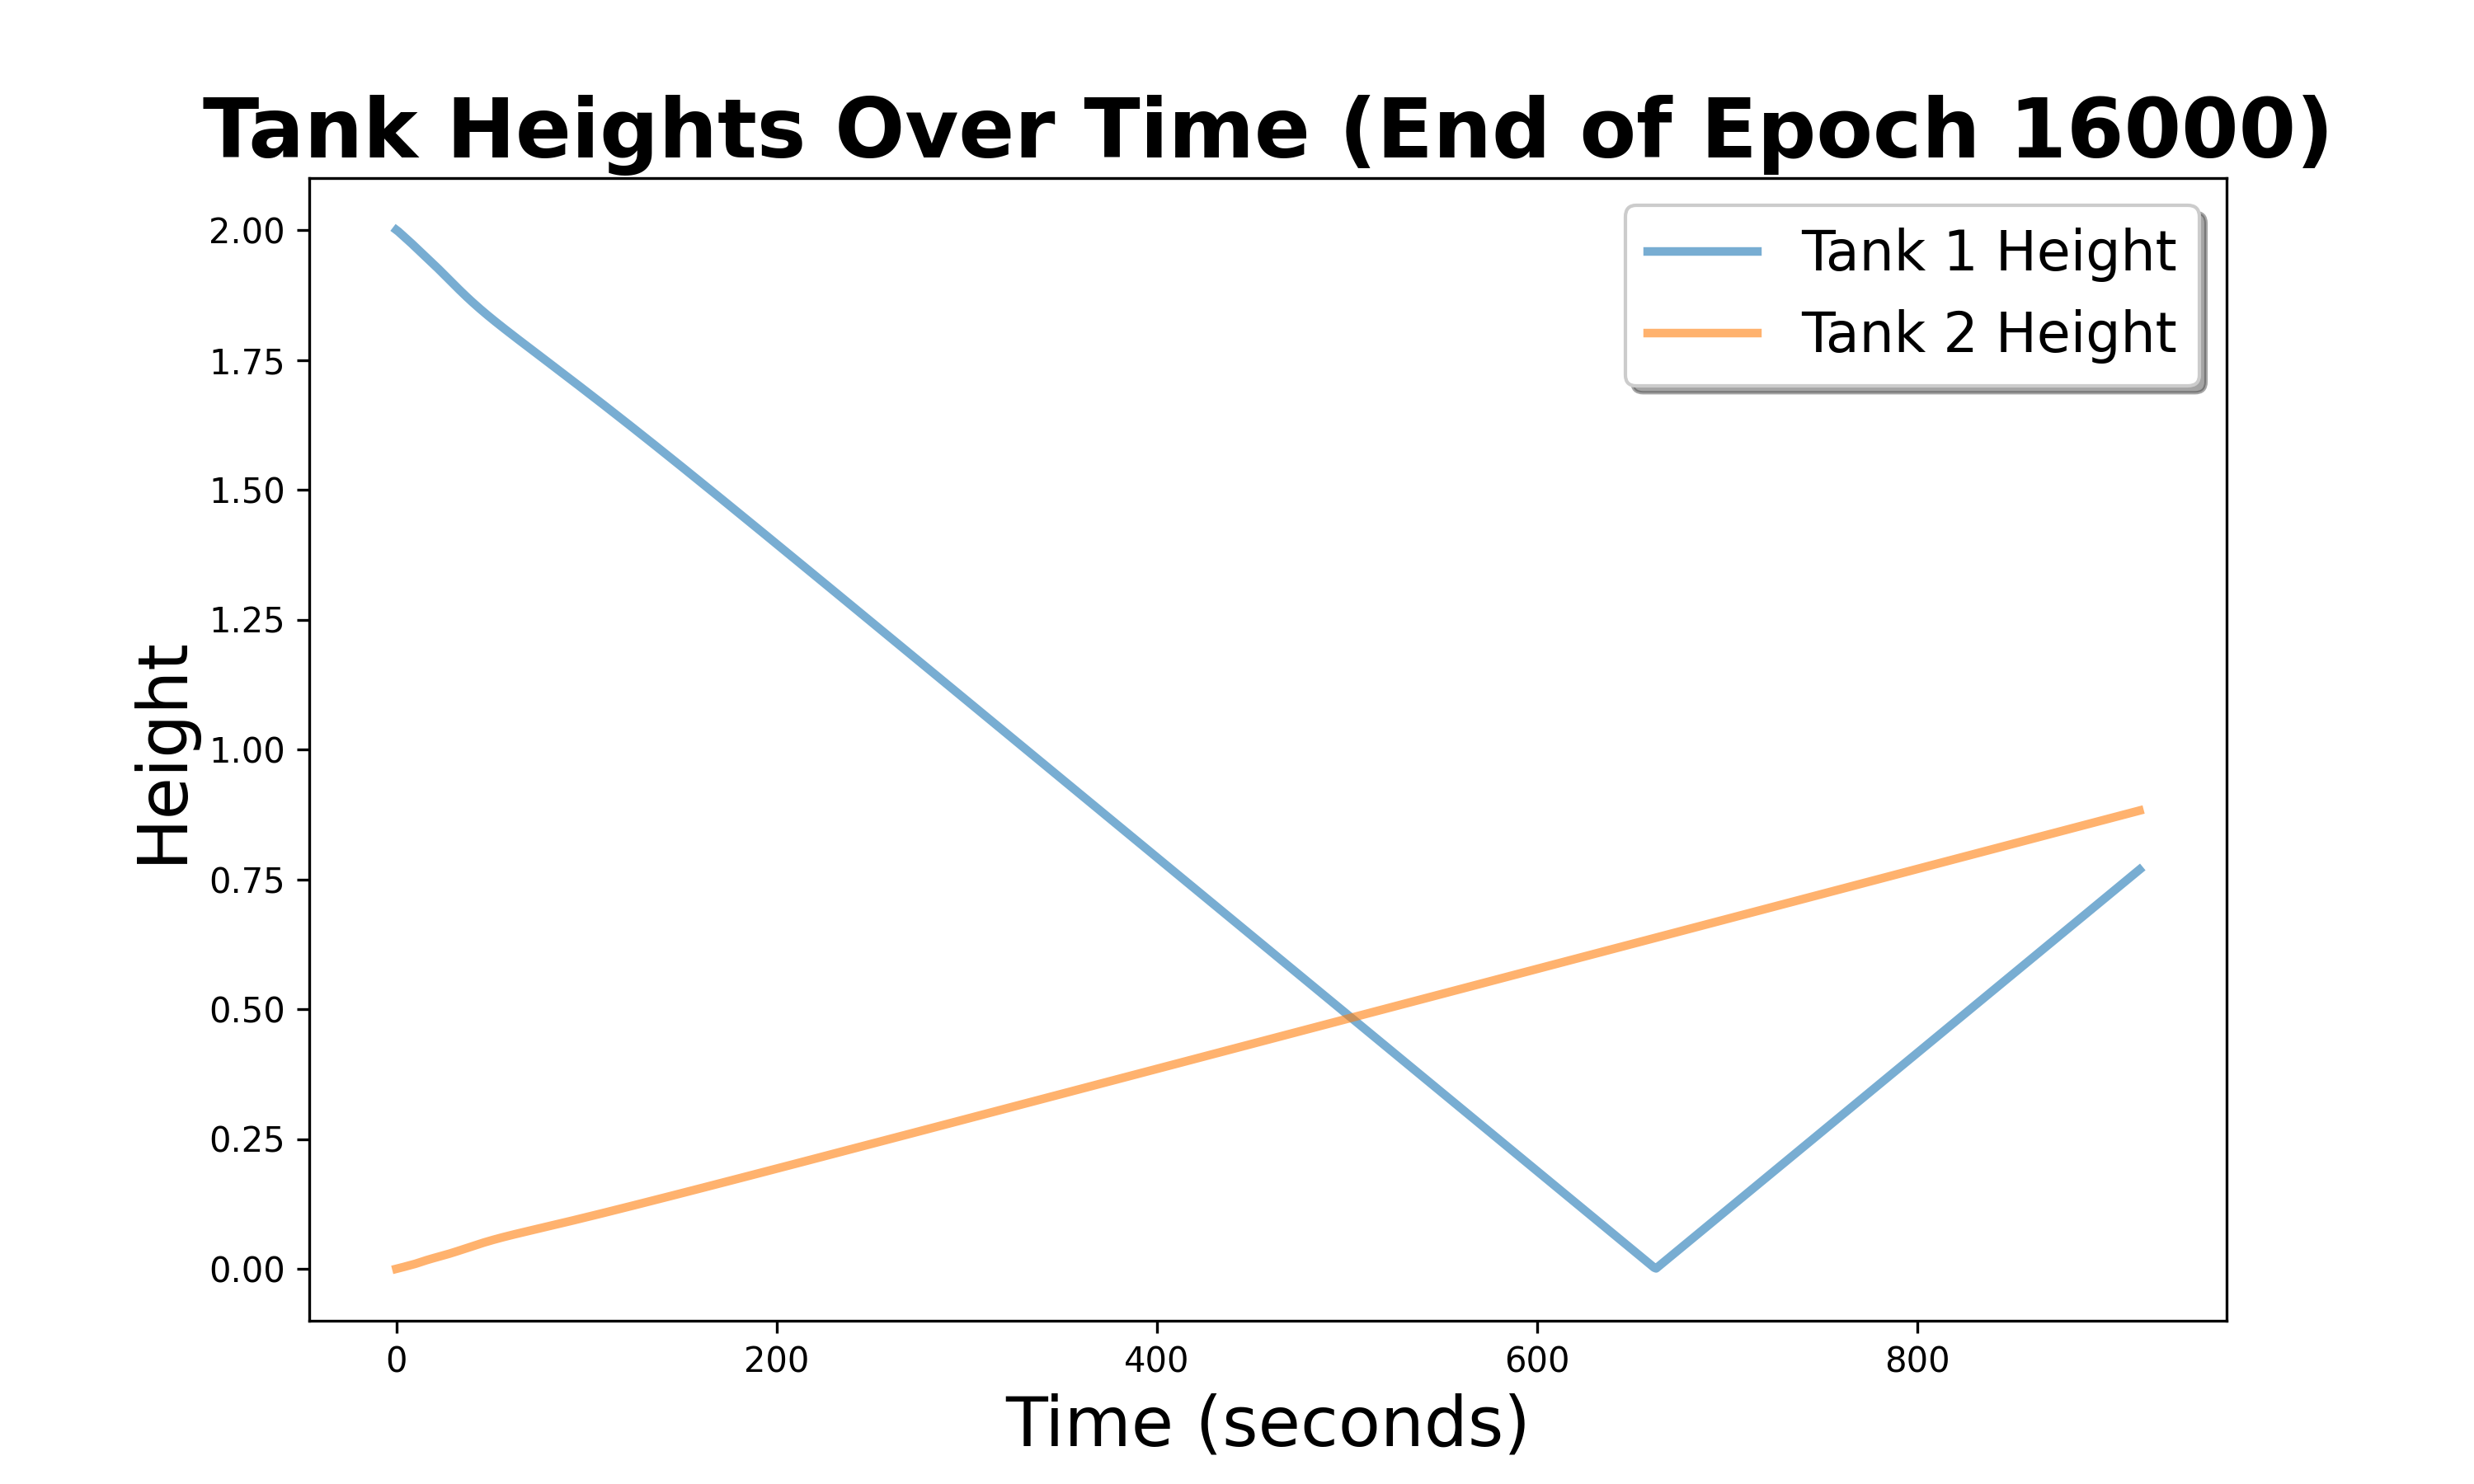 Tank Heights Over Time (End of Epoch 16000)
Tank 1 Height
Tank 2 Height
Height
2.00
1.75
1.50
1.25
1.00
0.75
0.50
0.25
0.00
0 200 400 600 800
Time (seconds)